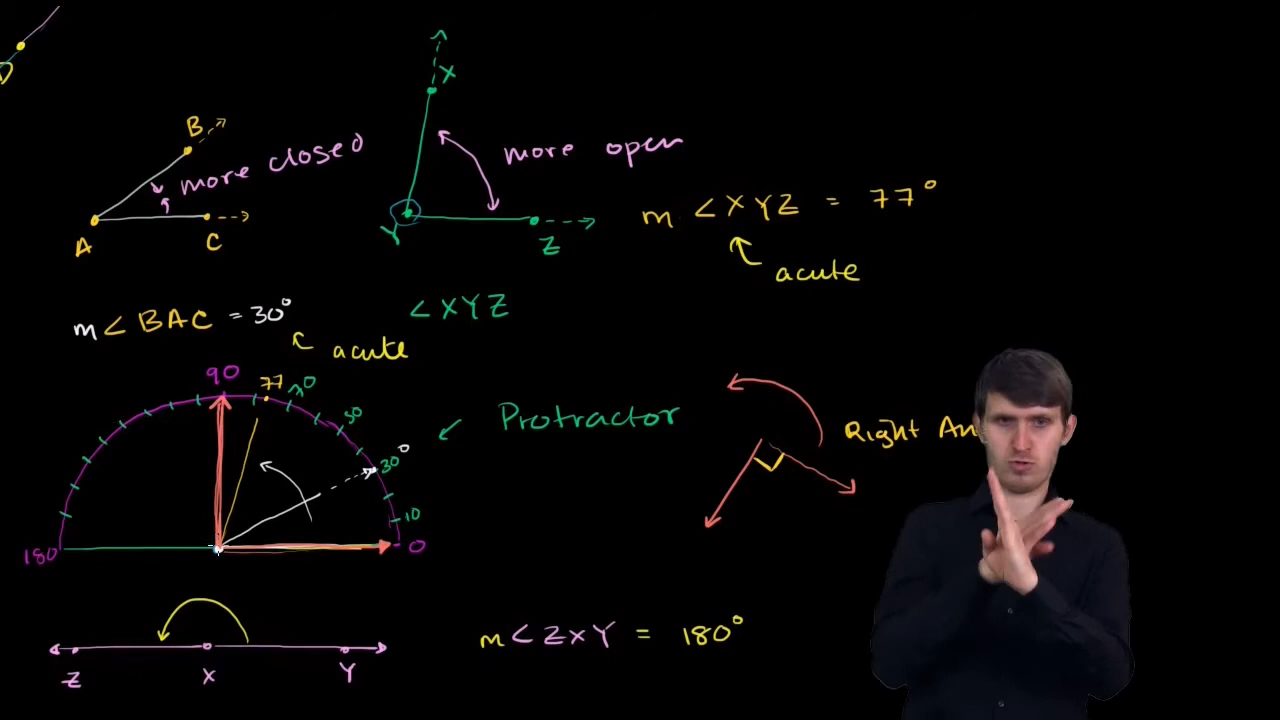 D
B
more closed
A
C
X
more open
Y
Z
m ∠XYZ = 77°
acute
m∠BAC = 30°
acute
∠XYZ
90
77
70
50
30°
10
0
180
Protractor
Right An
Z
X
Y
m∠ZXY = 180°